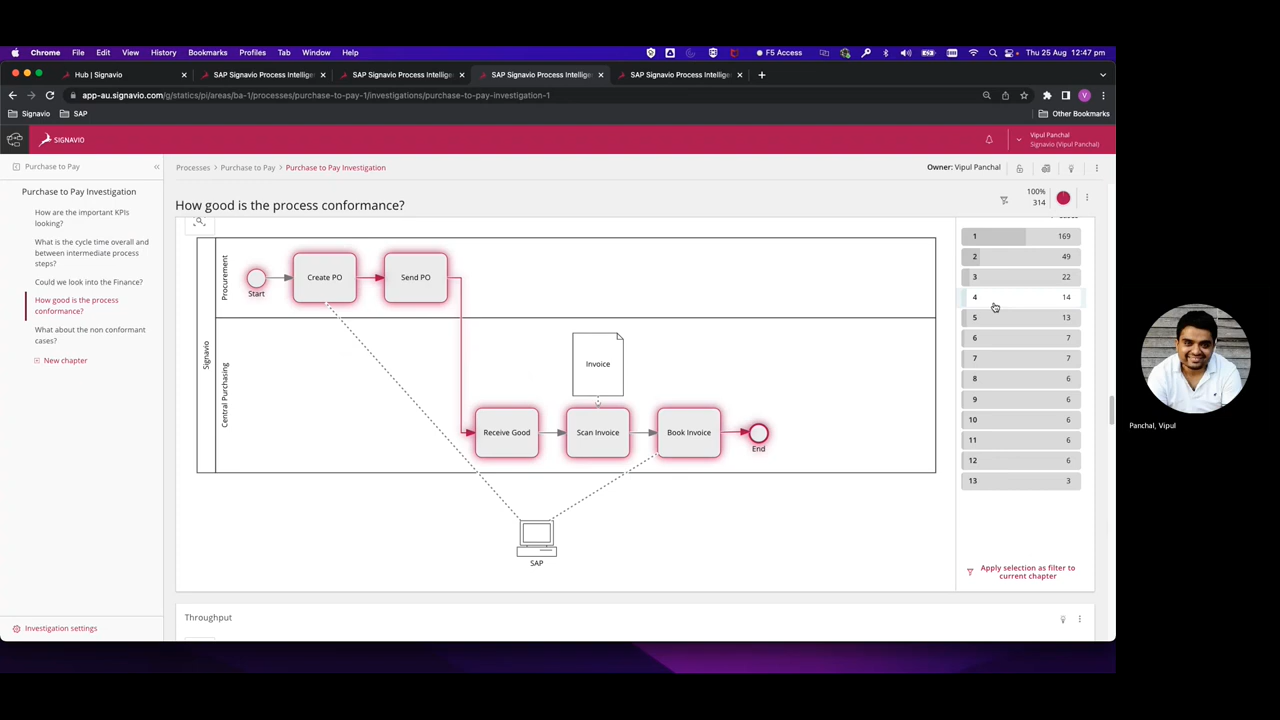 Chrome File Edit View History Bookmarks Profiles Tab Window Help
F5 Access
Thu 25 Aug 12:47 pm
Hub | Signavio
SAP Signavio Process Intelligen
SAP Signavio Process Intelligen
SAP Signavio Process Intelligen
SAP Signavio Process Intelligen
app-au.signavio.com/g/statics/pi/areas/ba-1/processes/purchase-to-pay-1/investigations/purchase-to-pay-investigation-1
V
Signavio
SAP
Other Bookmarks
SIGNAVIO
Vipul Panchal
Signavio (Vipul Panchal)
Purchase to Pay
Processes > Purchase to Pay > Purchase to Pay Investigation
Owner: Vipul Panchal
Purchase to Pay Investigation
How are the important KPIs
looking?
What is the cycle time overall and
between intermediate process
steps?
Could we look into the Finance?
How good is the process
conformance?
What about the non conformant
cases?
New chapter
Investigation settings
How good is the process conformance?
100%
314
Signavio
Procurement
Start
Create PO
Send PO
Central Purchasing
Invoice
Receive Good
Scan Invoice
Book Invoice
End
SAP
1 169
2 49
3 22
4 14
5 13
6 7
7 7
8 6
9 6
10 6
11 6
12 6
13 3
Apply selection as filter to
current chapter
Throughput
Panchal, Vipul